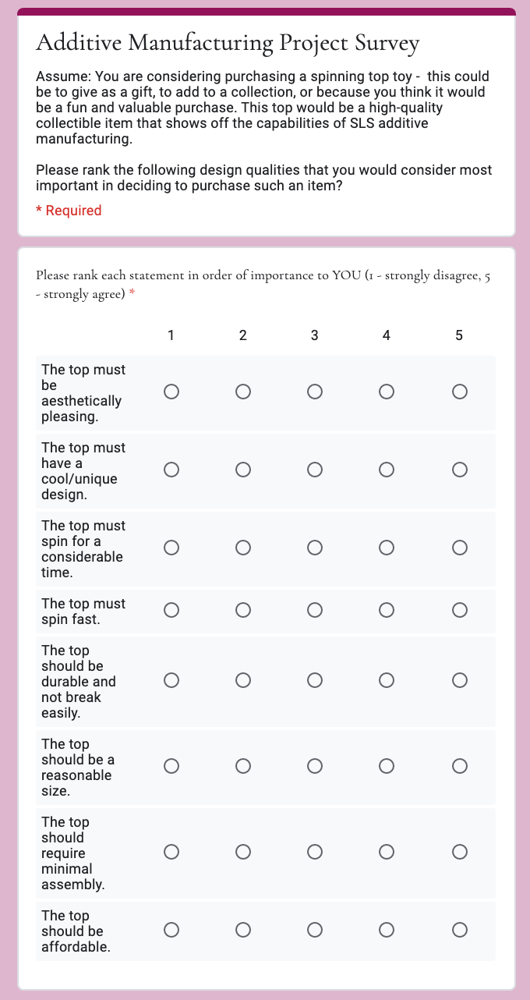 Additive Manufacturing Project Survey
Assume: You are considering purchasing a spinning top toy -  this could
be to give as a gift, to add to a collection, or because you think it would
be a fun and valuable purchase. This top would be a high-quality
collectible item that shows off the capabilities of SLS additive
manufacturing.
Please rank the following design qualities that you would consider most
important in deciding to purchase such an item?
* Required
Please rank each statement in order of importance to YOU (1 - strongly disagree, 5
- strongly agree) *
1 2 3 4 5
The top must
be
aesthetically
pleasing.
The top must
have a
cool/unique
design.
The top must
spin for a
considerable
time.
The top must
spin fast.
The top
should be
durable and
not break
easily.
The top
should be a
reasonable
size.
The top
should
require
minimal
assembly.
The top
should be
affordable.